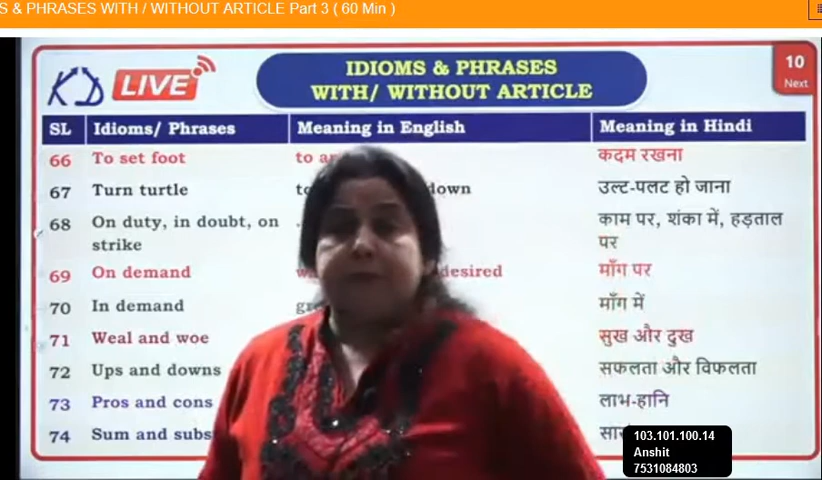 S & PHRASES WITH / WITHOUT ARTICLE Part 3 ( 60 Min )
KD LIVE
IDIOMS & PHRASES
WITH/ WITHOUT ARTICLE
10
Next
SL Idioms/ Phrases Meaning in English Meaning in Hindi
66 To set foot to कदम रखना
67 Turn turtle down उल्ट-पलट हो जाना
68 On duty, in doubt, on काम पर, शंका में, हड़ताल
strike पर
69 On demand desired माँग पर
70 In demand माँग में
71 Weal and woe सुख और दुख
72 Ups and downs सफलता और विफलता
73 Pros and cons लाभ-हानि
74 Sum and
103.101.100.14
Anshit
7531084803